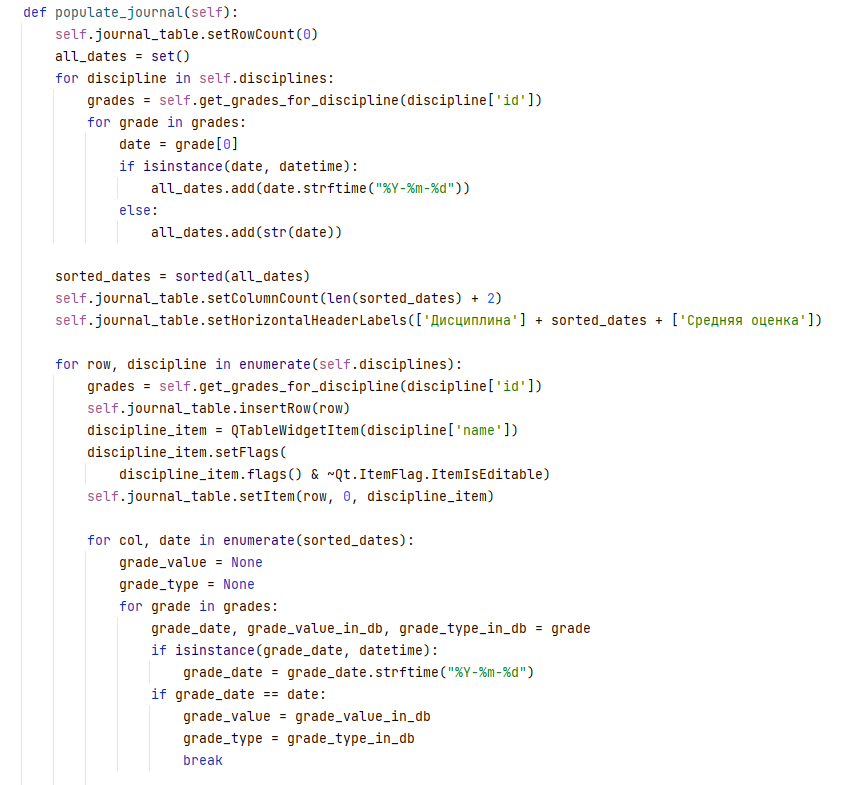 def populate_journal(self):
    self.journal_table.setRowCount(0)
    all_dates = set()
    for discipline in self.disciplines:
        grades = self.get_grades_for_discipline(discipline['id'])
        for grade in grades:
            date = grade[0]
            if isinstance(date, datetime):
                all_dates.add(date.strftime("%Y-%m-%d"))
            else:
                all_dates.add(str(date))

    sorted_dates = sorted(all_dates)
    self.journal_table.setColumnCount(len(sorted_dates) + 2)
    self.journal_table.setHorizontalHeaderLabels(['Дисциплина'] + sorted_dates + ['Средняя оценка'])

    for row, discipline in enumerate(self.disciplines):
        grades = self.get_grades_for_discipline(discipline['id'])
        self.journal_table.insertRow(row)
        discipline_item = QTableWidgetItem(discipline['name'])
        discipline_item.setFlags(
            discipline_item.flags() & ~Qt.ItemFlag.ItemIsEditable)
        self.journal_table.setItem(row, 0, discipline_item)

        for col, date in enumerate(sorted_dates):
            grade_value = None
            grade_type = None
            for grade in grades:
                grade_date, grade_value_in_db, grade_type_in_db = grade
                if isinstance(grade_date, datetime):
                    grade_date = grade_date.strftime("%Y-%m-%d")
                if grade_date == date:
                    grade_value = grade_value_in_db
                    grade_type = grade_type_in_db
                    break